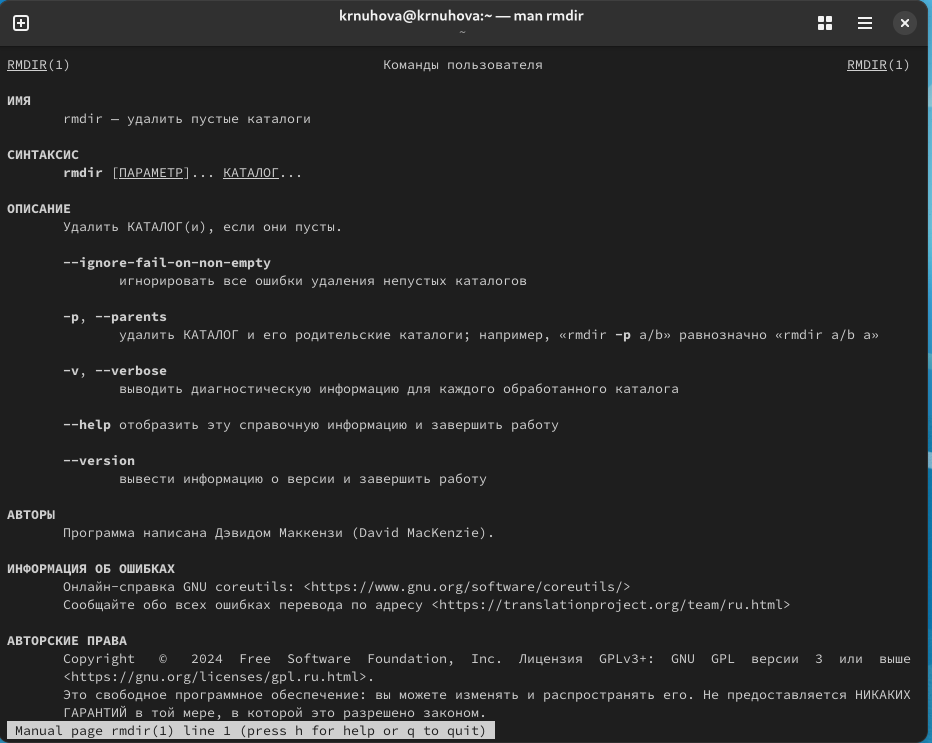 krnuhova@krnuhova:~ — man rmdir
~
RMDIR(1) Команды пользователя RMDIR(1)
ИМЯ
rmdir — удалить пустые каталоги
СИНТАКСИС
rmdir [ПАРАМЕТР]... КАТАЛОГ...
ОПИСАНИЕ
Удалить КАТАЛОГ(и), если они пусты.
--ignore-fail-on-non-empty
игнорировать все ошибки удаления непустых каталогов
-p, --parents
удалить КАТАЛОГ и его родительские каталоги; например, «rmdir -p a/b» равнозначно «rmdir a/b a»
-v, --verbose
выводить диагностическую информацию для каждого обработанного каталога
--help отобразить эту справочную информацию и завершить работу
--version
вывести информацию о версии и завершить работу
АВТОРЫ
Программа написана Дэвидом Маккензи (David MacKenzie).
ИНФОРМАЦИЯ ОБ ОШИБКАХ
Онлайн-справка GNU coreutils: <https://www.gnu.org/software/coreutils/>
Сообщайте обо всех ошибках перевода по адресу <https://translationproject.org/team/ru.html>
АВТОРСКИЕ ПРАВА
Copyright © 2024 Free Software Foundation, Inc. Лицензия GPLv3+: GNU GPL версии 3 или выше
<https://gnu.org/licenses/gpl.ru.html>.
Это свободное программное обеспечение: вы можете изменять и распространять его. Не предоставляется НИКАКИХ
ГАРАНТИЙ в той мере, в которой это разрешено законом.
Manual page rmdir(1) line 1 (press h for help or q to quit)